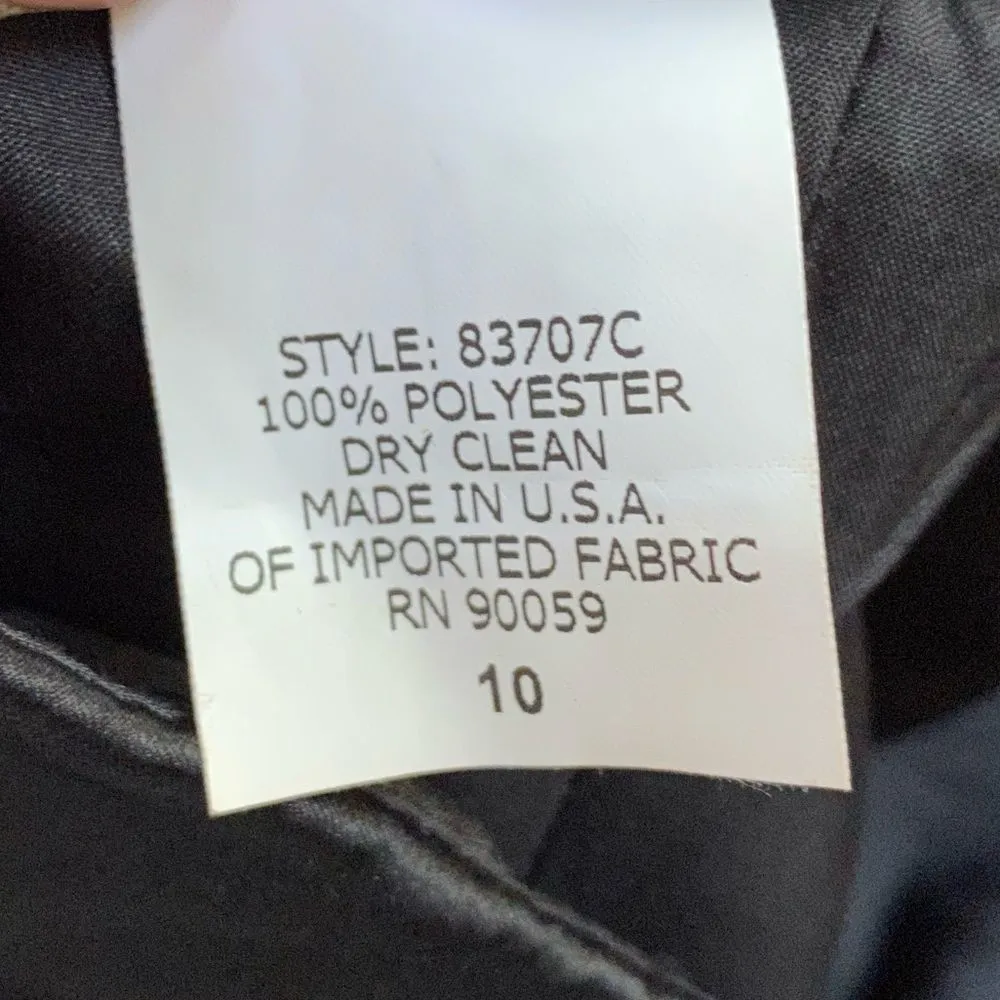 STYLE: 83707C
100% POLYESTER
DRY CLEAN
MADE IN U.S.A.
OF IMPORTED FABRIC
RN 90059
10